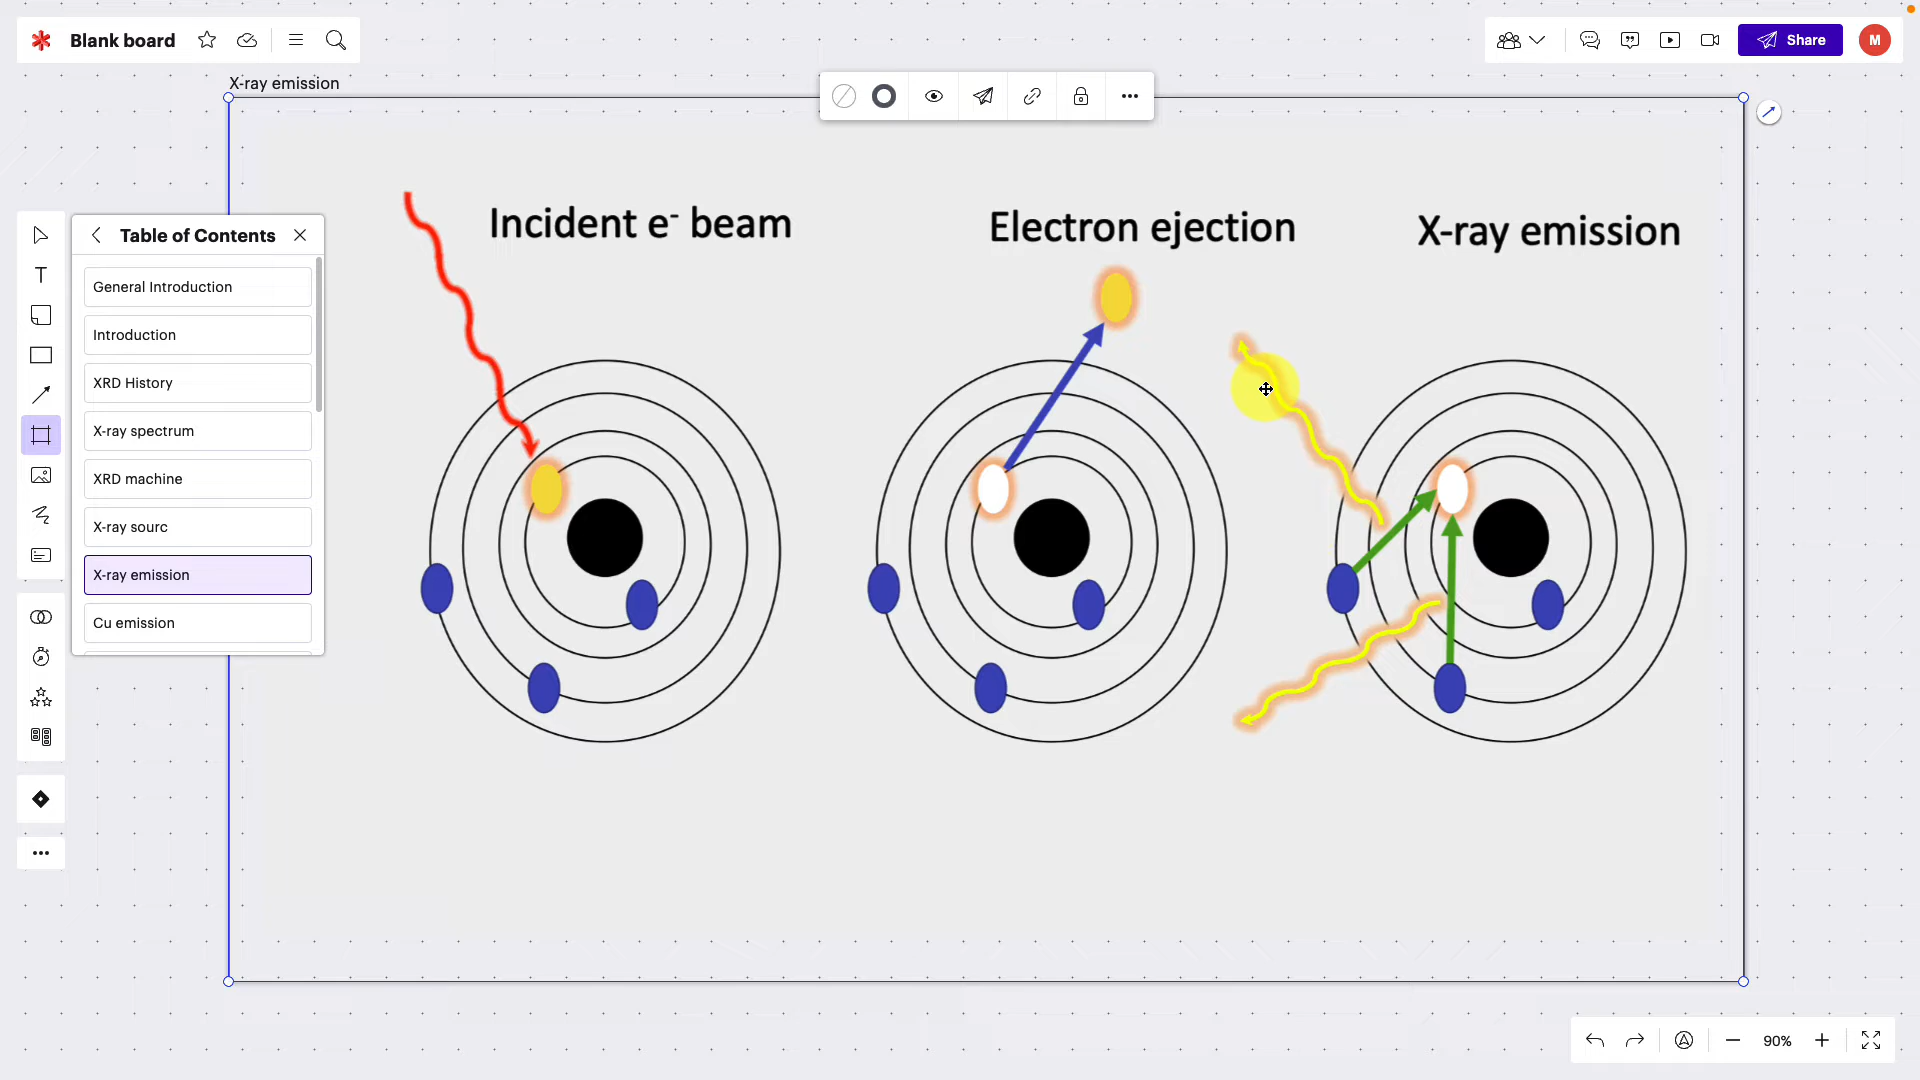 Blank board
Share
M
X-ray emission
Incident e⁻ beam
Electron ejection
X-ray emission
Table of Contents
General Introduction
Introduction
XRD History
X-ray spectrum
XRD machine
X-ray sourc
X-ray emission
Cu emission
90%